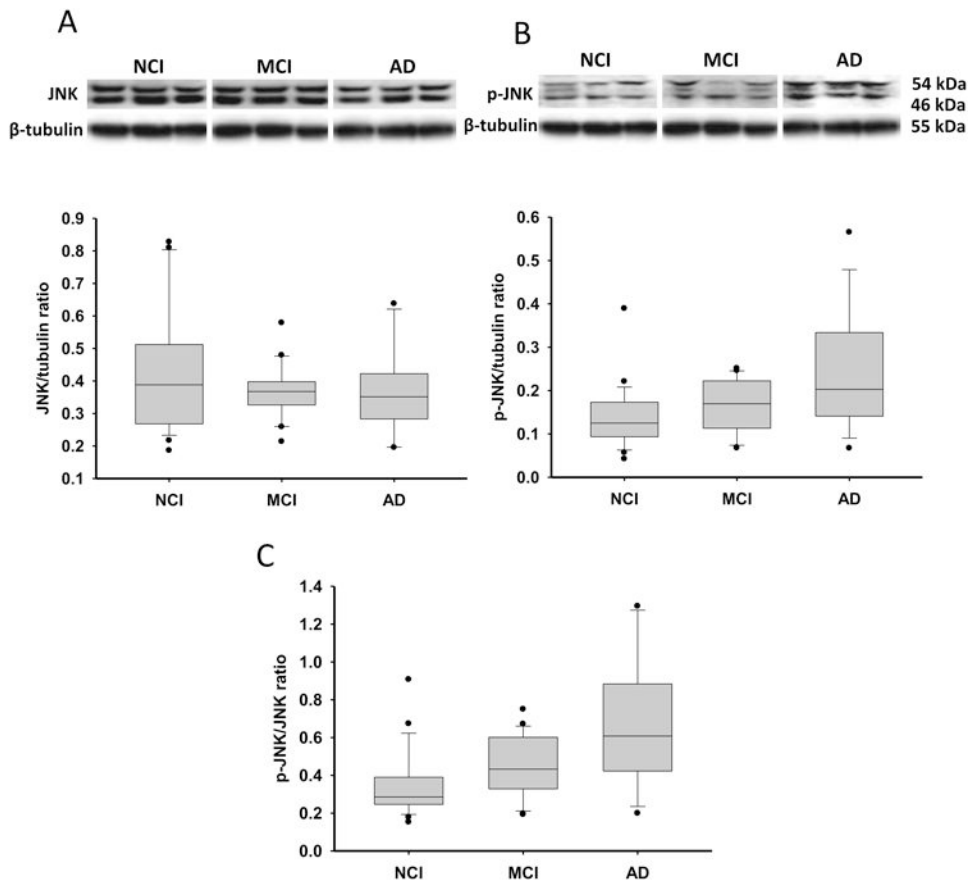 A
NCI MCI AD
JNK
β-tubulin
B
NCI MCI AD
p-JNK
54 kDa
46 kDa
β-tubulin
55 kDa
JNK/tubulin ratio
0.9
0.8
0.7
0.6
0.5
0.4
0.3
0.2
0.1
NCI MCI AD
p-JNK/tubulin ratio
0.6
0.5
0.4
0.3
0.2
0.1
0.0
NCI MCI AD
C
p-JNK/JNK ratio
1.4
1.2
1.0
0.8
0.6
0.4
0.2
0.0
NCI MCI AD